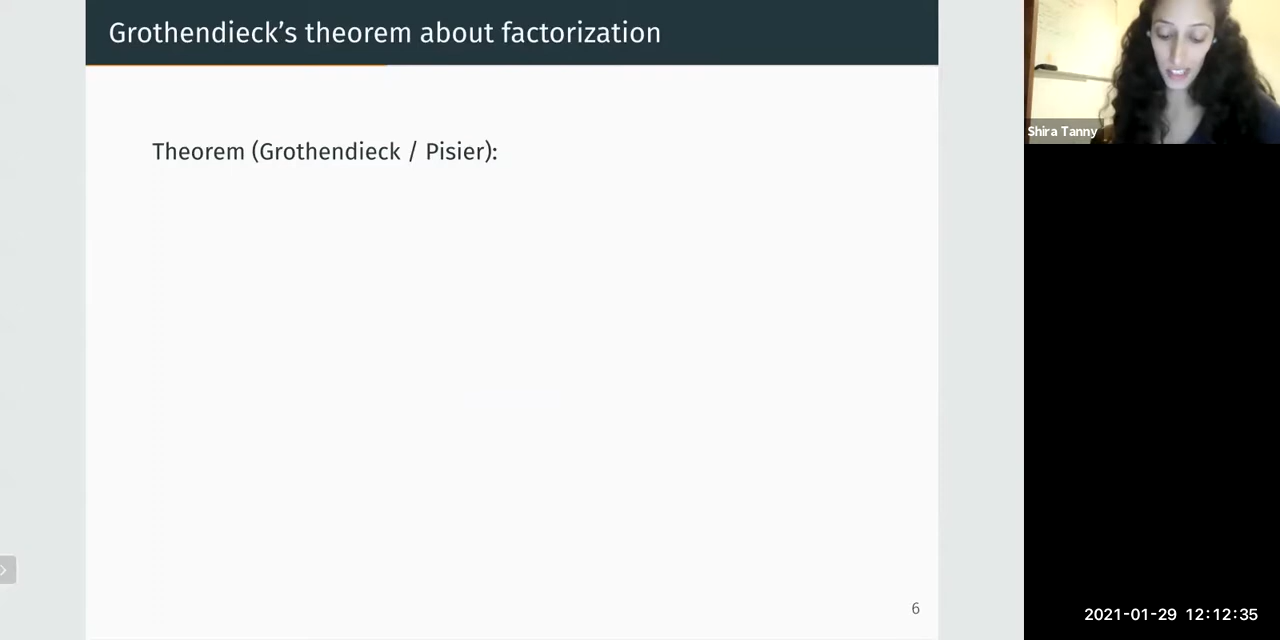 Grothendieck's theorem about factorization
Theorem (Grothendieck / Pisier):
6
Shira Tanny
2021-01-29 12:12:35